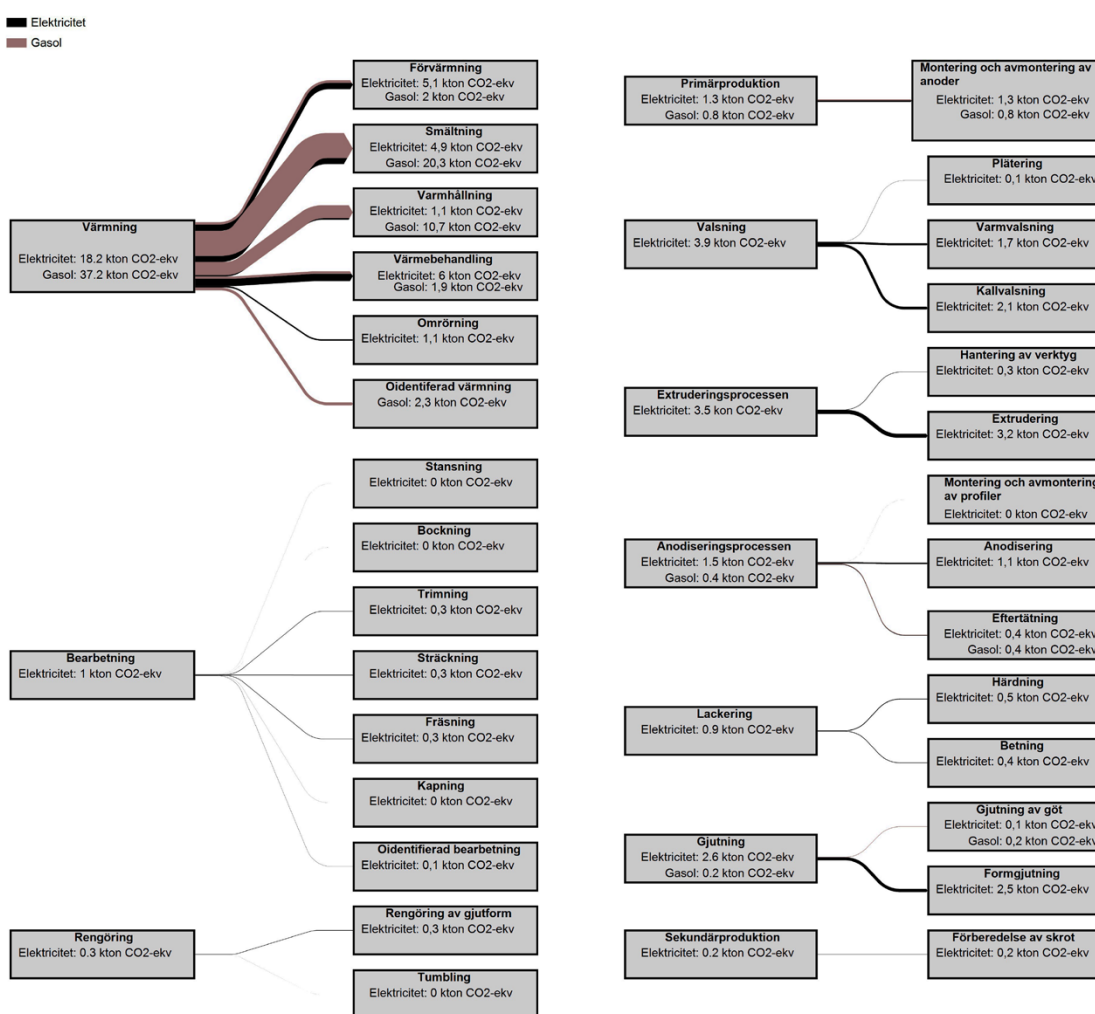 Elektricitet
Gasol
Värmning
Elektricitet: 18.2 kton CO2-ekv
Gasol: 37.2 kton CO2-ekv
Förvärmning
Elektricitet: 5,1 kton CO2-ekv
Gasol: 2 kton CO2-ekv
Smältning
Elektricitet: 4,9 kton CO2-ekv
Gasol: 20,3 kton CO2-ekv
Varmhållning
Elektricitet: 1,1 kton CO2-ekv
Gasol: 10,7 kton CO2-ekv
Värmebehandling
Elektricitet: 6 kton CO2-ekv
Gasol: 1,9 kton CO2-ekv
Omrörning
Elektricitet: 1,1 kton CO2-ekv
Oidentiferad värmning
Gasol: 2,3 kton CO2-ekv
Bearbetning
Elektricitet: 1 kton CO2-ekv
Stansning
Elektricitet: 0 kton CO2-ekv
Bockning
Elektricitet: 0 kton CO2-ekv
Trimning
Elektricitet: 0,3 kton CO2-ekv
Sträckning
Elektricitet: 0,3 kton CO2-ekv
Fräsning
Elektricitet: 0,3 kton CO2-ekv
Kapning
Elektricitet: 0 kton CO2-ekv
Oidentifierad bearbetning
Elektricitet: 0,1 kton CO2-ekv
Rengöring
Elektricitet: 0.3 kton CO2-ekv
Rengöring av gjutform
Elektricitet: 0,3 kton CO2-ekv
Tumbling
Elektricitet: 0 kton CO2-ekv
Primärproduktion
Elektricitet: 1.3 kton CO2-ekv
Gasol: 0.8 kton CO2-ekv
Montering och avmontering av
anoder
Elektricitet: 1,3 kton CO2-ekv
Gasol: 0,8 kton CO2-ekv
Valsning
Elektricitet: 3.9 kton CO2-ekv
Plätering
Elektricitet: 0,1 kton CO2-ekv
Varmvalsning
Elektricitet: 1,7 kton CO2-ekv
Kallvalsning
Elektricitet: 2,1 kton CO2-ekv
Extruderingsprocessen
Elektricitet: 3.5 kon CO2-ekv
Hantering av verktyg
Elektricitet: 0,3 kton CO2-ekv
Extrudering
Elektricitet: 3,2 kton CO2-ekv
Anodiseringsprocessen
Elektricitet: 1.5 kton CO2-ekv
Gasol: 0.4 kton CO2-ekv
Montering och avmontering
av profiler
Elektricitet: 0 kton CO2-ekv
Anodisering
Elektricitet: 1,1 kton CO2-ekv
Eftertätning
Elektricitet: 0,4 kton CO2-ekv
Gasol: 0,4 kton CO2-ekv
Lackering
Elektricitet: 0.9 kton CO2-ekv
Härdning
Elektricitet: 0,5 kton CO2-ekv
Betning
Elektricitet: 0,4 kton CO2-ekv
Gjutning
Elektricitet: 2.6 kton CO2-ekv
Gasol: 0.2 kton CO2-ekv
Gjutning av göt
Elektricitet: 0,1 kton CO2-ekv
Gasol: 0,2 kton CO2-ekv
Formgjutning
Elektricitet: 2,5 kton CO2-ekv
Sekundärproduktion
Elektricitet: 0.2 kton CO2-ekv
Förberedelse av skrot
Elektricitet: 0,2 kton CO2-ekv